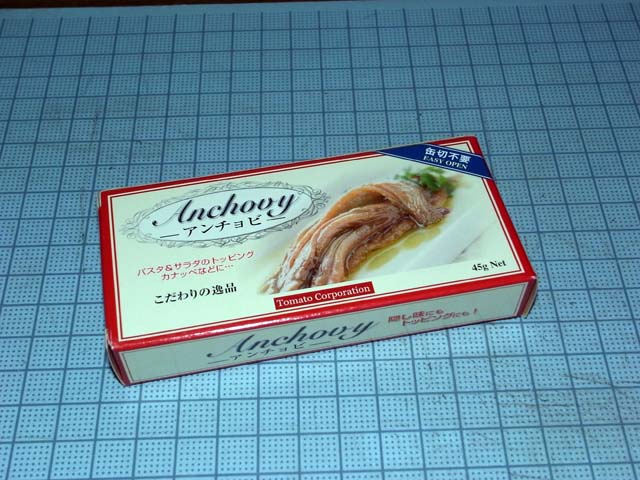 缶切不要
EASY OPEN
Anchovy
アンチョビ
パスタ&サラダのトッピング
カナッペなどに…
こだわりの逸品
Tomato Corporation
45g Net
Anchovy
アンチョビ
隠し味にも
トッピングにも!